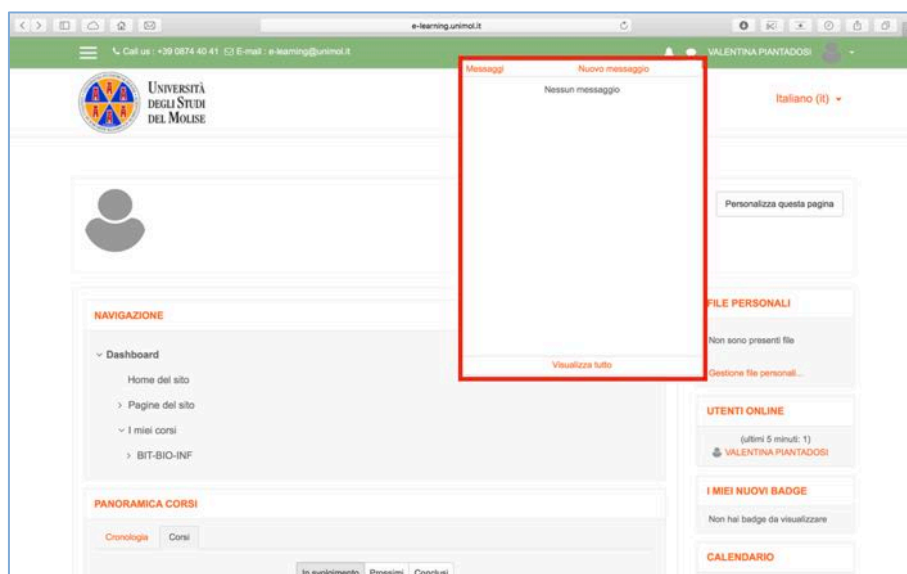 e-learning.unimol.it
Call us : +39 0874 40 41 E-mail : e-learning@unimol.it
VALENTINA PIANTADOSI
Messaggi Nuovo messaggio
Nessun messaggio
UNIVERSITÀ
DEGLI STUDI
DEL MOLISE
Italiano (it)
Personalizza questa pagina
NAVIGAZIONE
Dashboard
Home del sito
Pagine del sito
I miei corsi
BIT-BIO-INF
Visualizza tutto
FILE PERSONALI
Non sono presenti file
Gestione file personali...
UTENTI ONLINE
(ultimi 5 minuti: 1)
VALENTINA PIANTADOSI
I MIEI NUOVI BADGE
Non hai badge da visualizzare
PANORAMICA CORSI
Cronologia Corsi
In svolgimento Prossimi Conclusi
CALENDARIO